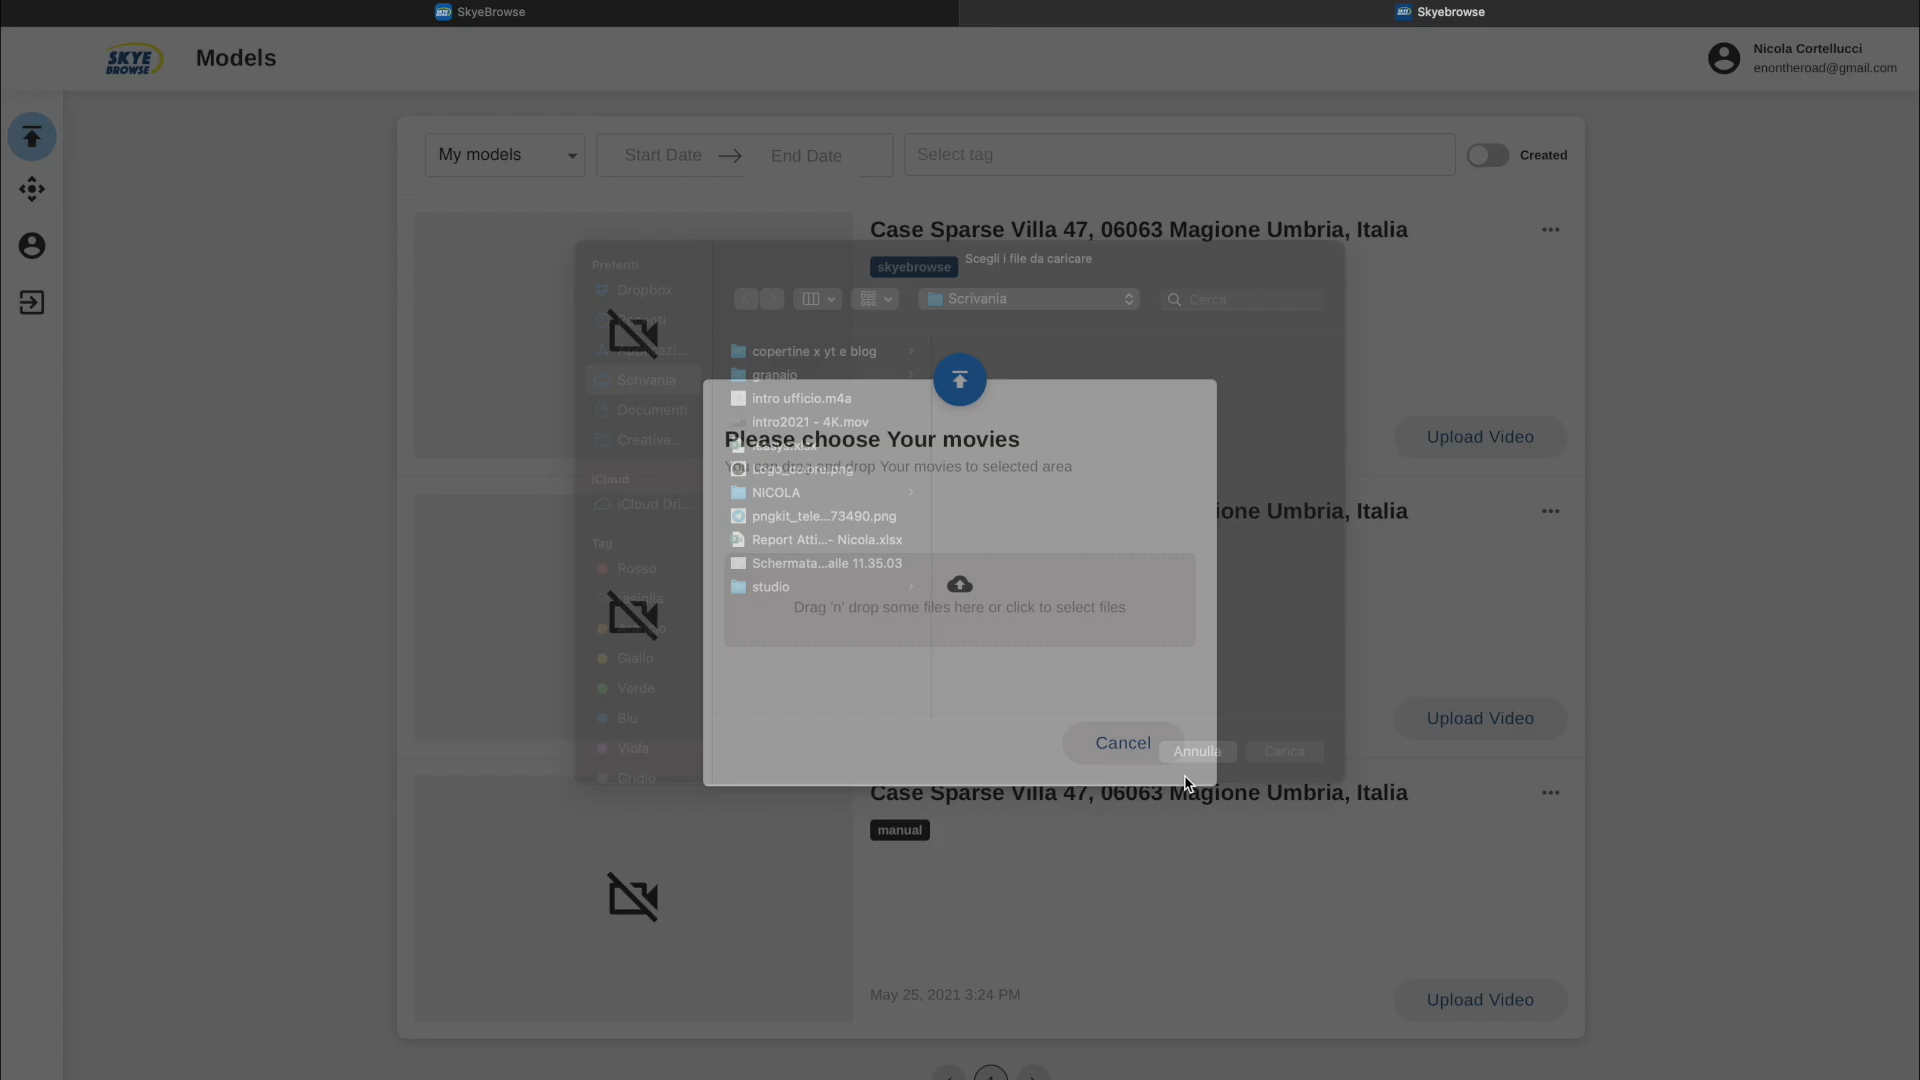 SkyeBrowse
Skyebrowse
SKYE
BROWSE
Models
Nicola Cortellucci
enontheroad@gmail.com
My models
Start Date
End Date
Select tag
Created
Case Sparse Villa 47, 06063 Magione Umbria, Italia
skyebrowse
Scegli i file da caricare
Preferiti
Dropbox
Scrivania
Documenti
Creative...
iCloud
iCloud Dri...
Tag
Rosso
Giallo
Verde
Blu
Viola
Grigio
Scrivania
Cerca
copertine x yt e blog
granaio
intro ufficio.m4a
intro2021 - 4K.mov
NICOLA
pngkit_tele...73490.png
Report Atti...- Nicola.xlsx
Schermata...alle 11.35.03
studio
Please choose Your movies
You can drag and drop Your movies to selected area
Drag 'n' drop some files here or click to select files
Cancel
Annulla
Carica
Upload Video
ione Umbria, Italia
Upload Video
Case Sparse Villa 47, 06063 Magione Umbria, Italia
manual
May 25, 2021 3:24 PM
Upload Video